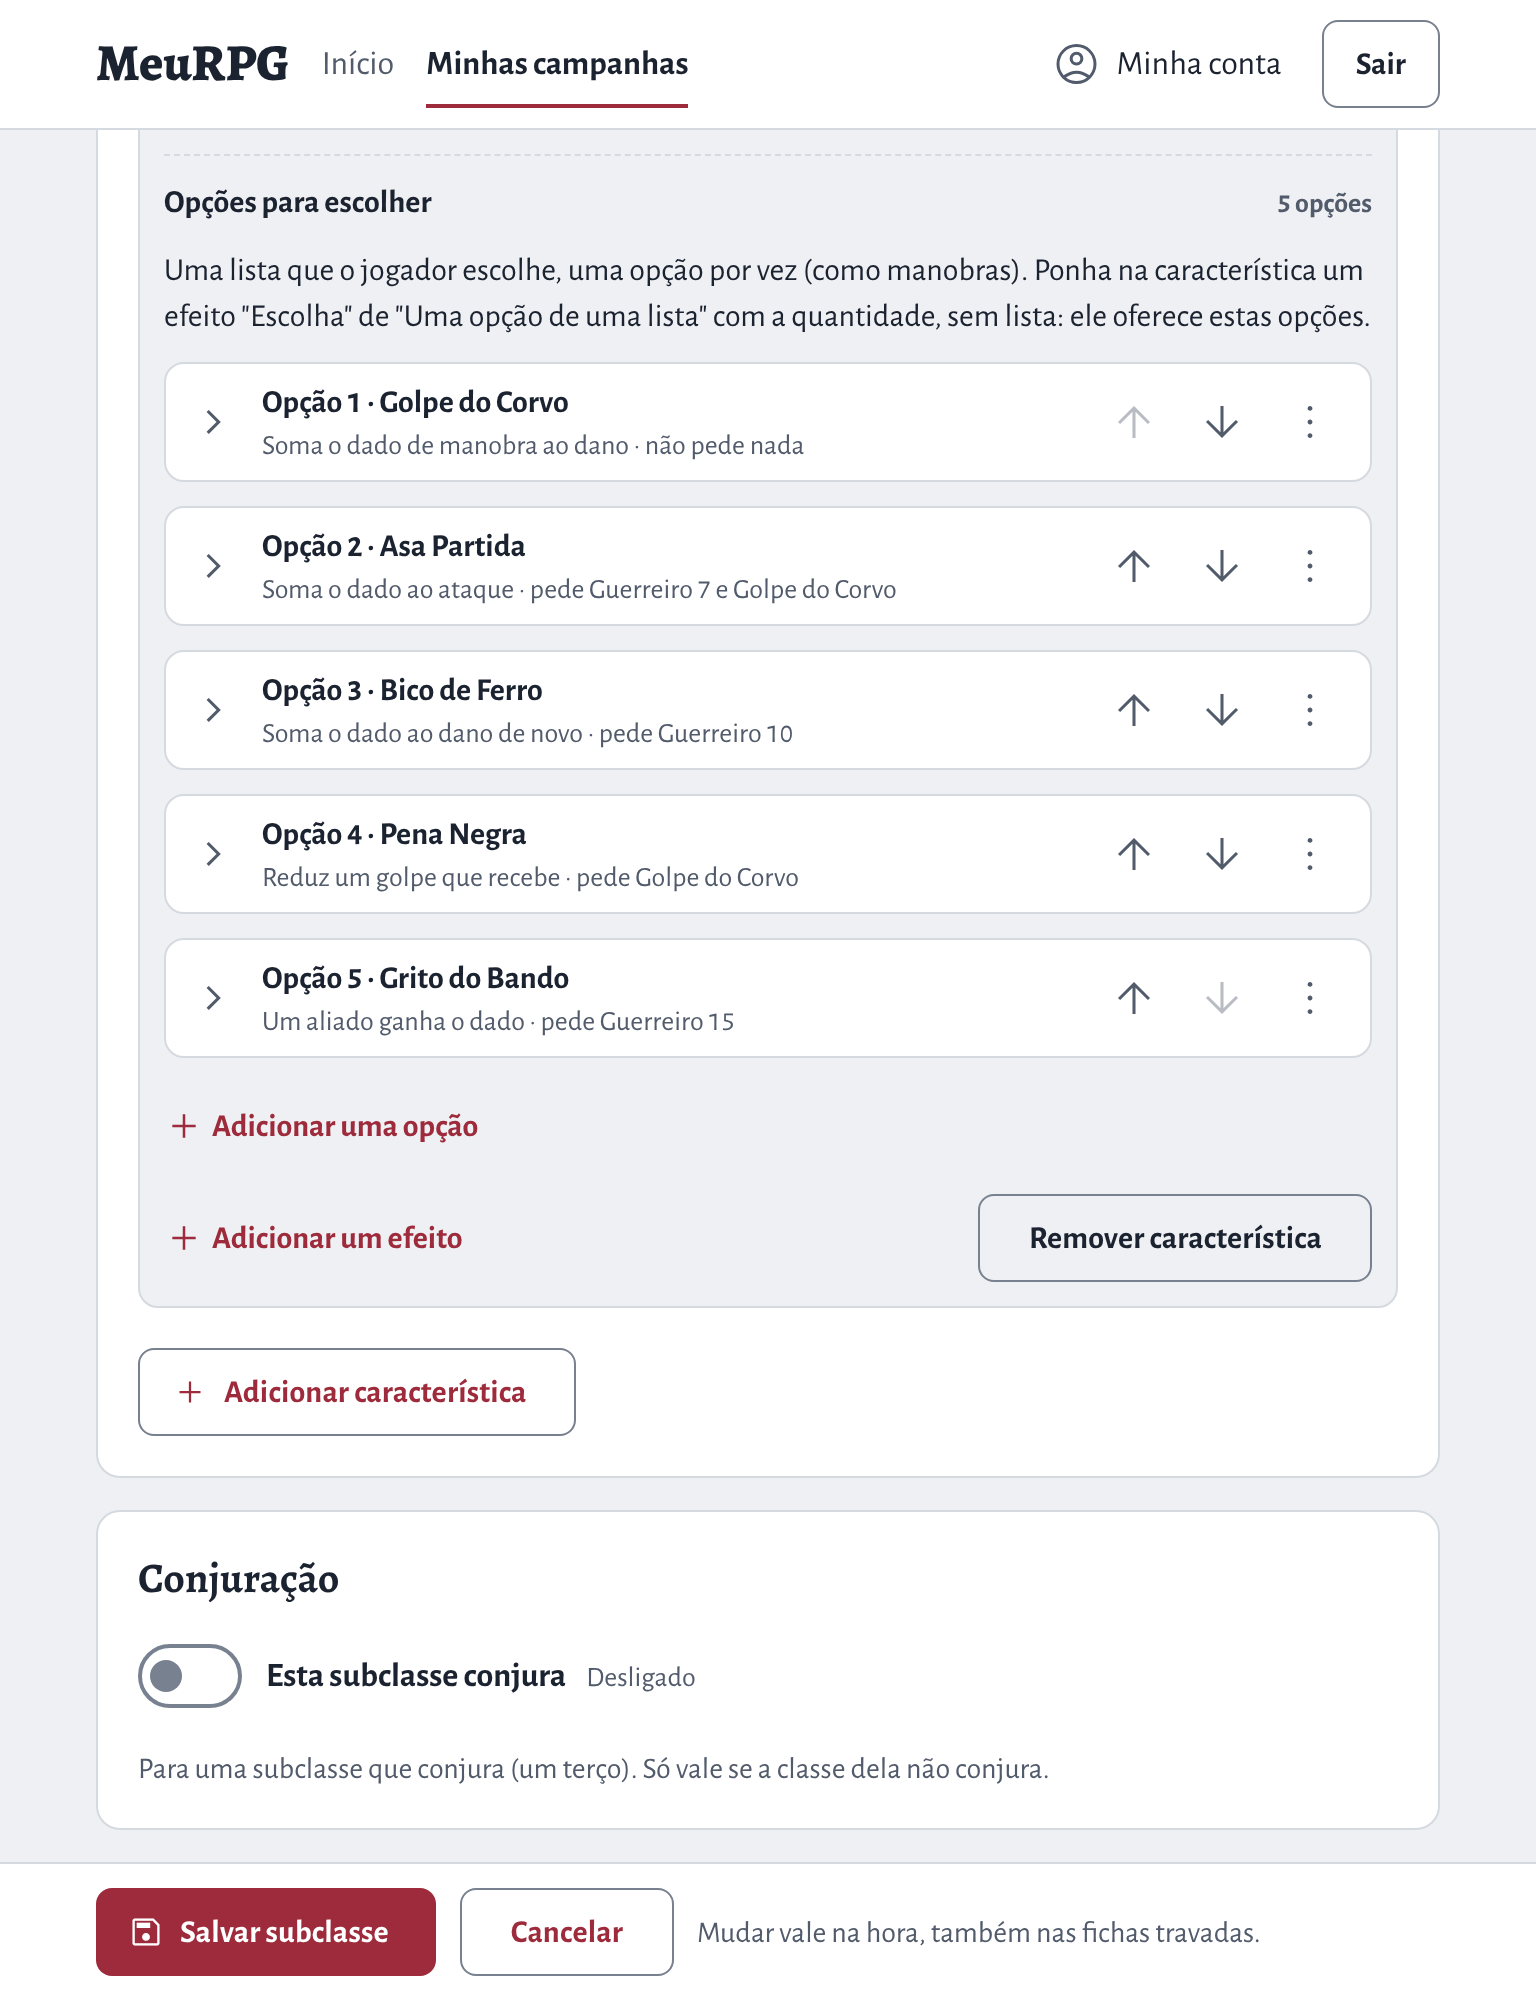 MeuRPG Início Minhas campanhas Minha conta Sair
Opções para escolher 5 opções
Uma lista que o jogador escolhe, uma opção por vez (como manobras). Ponha na característica um
efeito "Escolha" de "Uma opção de uma lista" com a quantidade, sem lista: ele oferece estas opções.
Opção 1 · Golpe do Corvo
Soma o dado de manobra ao dano · não pede nada
Opção 2 · Asa Partida
Soma o dado ao ataque · pede Guerreiro 7 e Golpe do Corvo
Opção 3 · Bico de Ferro
Soma o dado ao dano de novo · pede Guerreiro 10
Opção 4 · Pena Negra
Reduz um golpe que recebe · pede Golpe do Corvo
Opção 5 · Grito do Bando
Um aliado ganha o dado · pede Guerreiro 15
Adicionar uma opção
Adicionar um efeito Remover característica
Adicionar característica
Conjuração
Esta subclasse conjura Desligado
Para uma subclasse que conjura (um terço). Só vale se a classe dela não conjura.
Salvar subclasse Cancelar Mudar vale na hora, também nas fichas travadas.